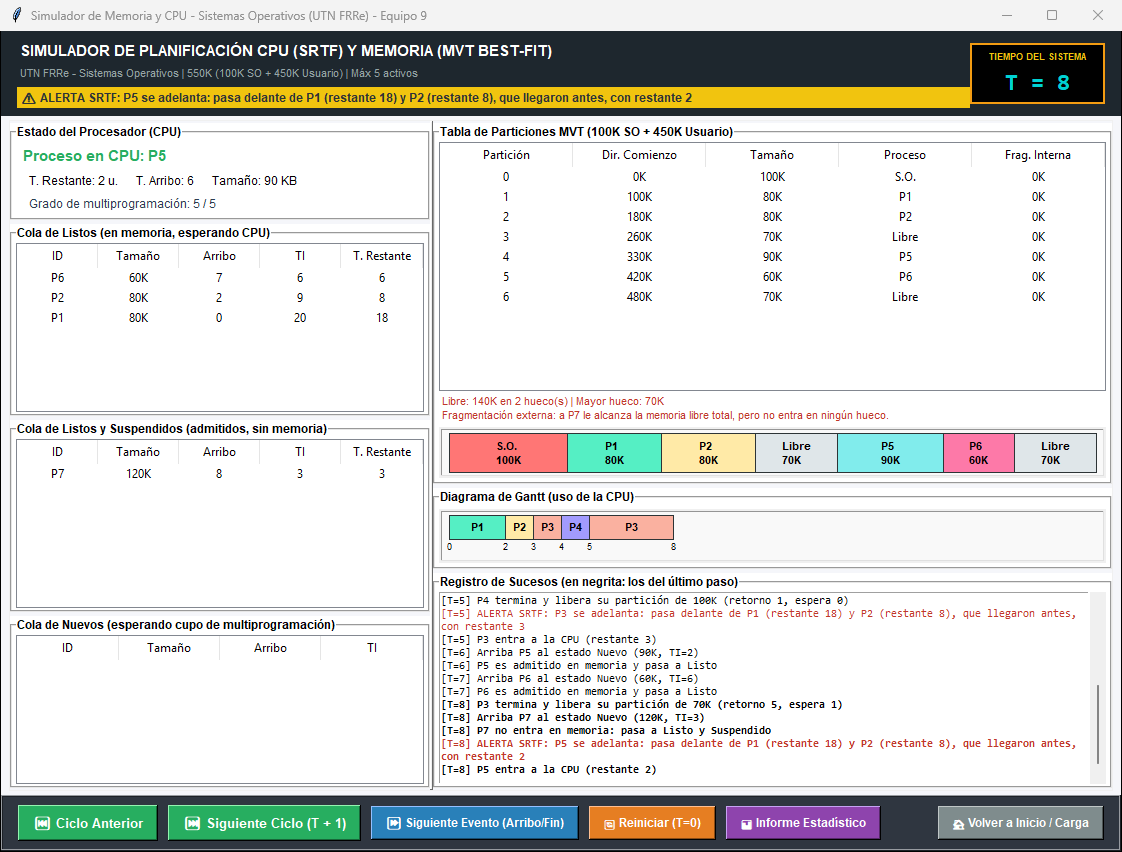 Simulador de Memoria y CPU - Sistemas Operativos (UTN FRRe) - Equipo 9
SIMULADOR DE PLANIFICACIÓN CPU (SRTF) Y MEMORIA (MVT BEST-FIT)
UTN FRRe - Sistemas Operativos | 550K (100K SO + 450K Usuario) | Máx 5 activos
⚠ ALERTA SRTF: P5 se adelanta: pasa delante de P1 (restante 18) y P2 (restante 8), que llegaron antes, con restante 2
TIEMPO DEL SISTEMA
T = 8
Estado del Procesador (CPU)
Proceso en CPU: P5
T. Restante: 2 u. T. Arribo: 6 Tamaño: 90 KB
Grado de multiprogramación: 5 / 5
Cola de Listos (en memoria, esperando CPU)
ID Tamaño Arribo TI T. Restante
P6 60K 7 6 6
P2 80K 2 9 8
P1 80K 0 20 18
Cola de Listos y Suspendidos (admitidos, sin memoria)
ID Tamaño Arribo TI T. Restante
P7 120K 8 3 3
Cola de Nuevos (esperando cupo de multiprogramación)
ID Tamaño Arribo TI
Tabla de Particiones MVT (100K SO + 450K Usuario)
Partición Dir. Comienzo Tamaño Proceso Frag. Interna
0 0K 100K S.O. 0K
1 100K 80K P1 0K
2 180K 80K P2 0K
3 260K 70K Libre 0K
4 330K 90K P5 0K
5 420K 60K P6 0K
6 480K 70K Libre 0K
Libre: 140K en 2 hueco(s) | Mayor hueco: 70K
Fragmentación externa: a P7 le alcanza la memoria libre total, pero no entra en ningún hueco.
S.O. P1 P2 Libre P5 P6 Libre
100K 80K 80K 70K 90K 60K 70K
Diagrama de Gantt (uso de la CPU)
P1 P2 P3 P4 P3
0 2 3 4 5 8
Registro de Sucesos (en negrita: los del último paso)
[T=5] P4 termina y libera su partición de 100K (retorno 1, espera 0)
[T=5] ALERTA SRTF: P3 se adelanta: pasa delante de P1 (restante 18) y P2 (restante 8), que llegaron antes,
con restante 3
[T=5] P3 entra a la CPU (restante 3)
[T=6] Arriba P5 al estado Nuevo (90K, TI=2)
[T=6] P5 es admitido en memoria y pasa a Listo
[T=7] Arriba P6 al estado Nuevo (60K, TI=6)
[T=7] P6 es admitido en memoria y pasa a Listo
[T=8] P3 termina y libera su partición de 70K (retorno 5, espera 1)
[T=8] Arriba P7 al estado Nuevo (120K, TI=3)
[T=8] P7 no entra en memoria: pasa a Listo y Suspendido
[T=8] ALERTA SRTF: P5 se adelanta: pasa delante de P1 (restante 18) y P2 (restante 8), que llegaron antes,
con restante 2
[T=8] P5 entra a la CPU (restante 2)
Ciclo Anterior Siguiente Ciclo (T + 1) Siguiente Evento (Arribo/Fin) Reiniciar (T=0) Informe Estadístico Volver a Inicio / Carga